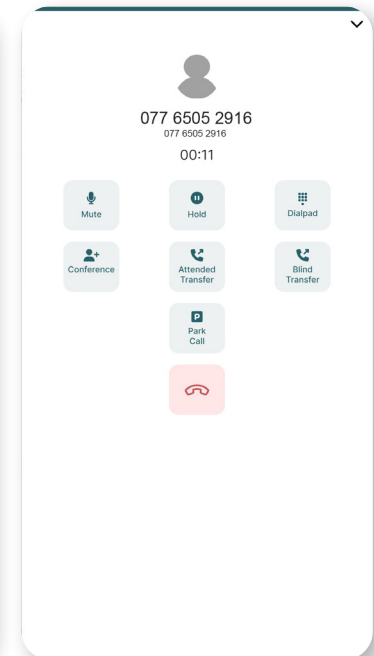 077 6505 2916
077 6505 2916
00:11
Mute
Hold
Dialpad
Conference
Attended
Transfer
Blind
Transfer
P
Park
Call